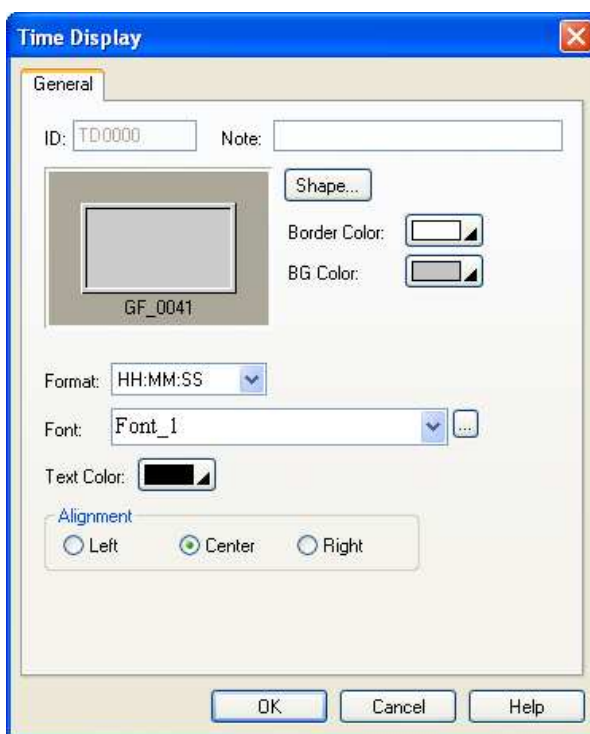 Time Display
General
ID: TD0000 Note:
Shape...
Border Color:
BG Color:
GF_0041
Format: HH:MM:SS
Font: Font_1 ...
Text Color:
Alignment
Left Center Right
OK Cancel Help